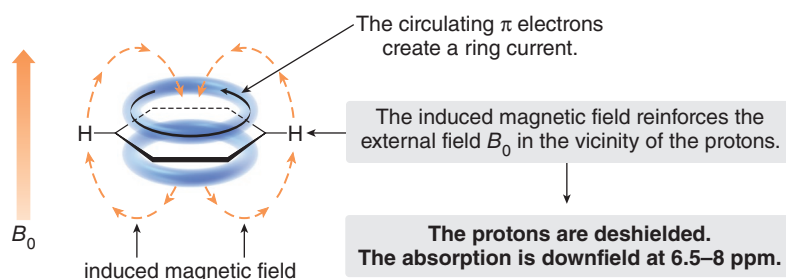 The circulating π electrons
create a ring current.
H
H
The induced magnetic field reinforces the
external field B0 in the vicinity of the protons.
B0
The protons are deshielded.
The absorption is downfield at 6.5–8 ppm.
induced magnetic field